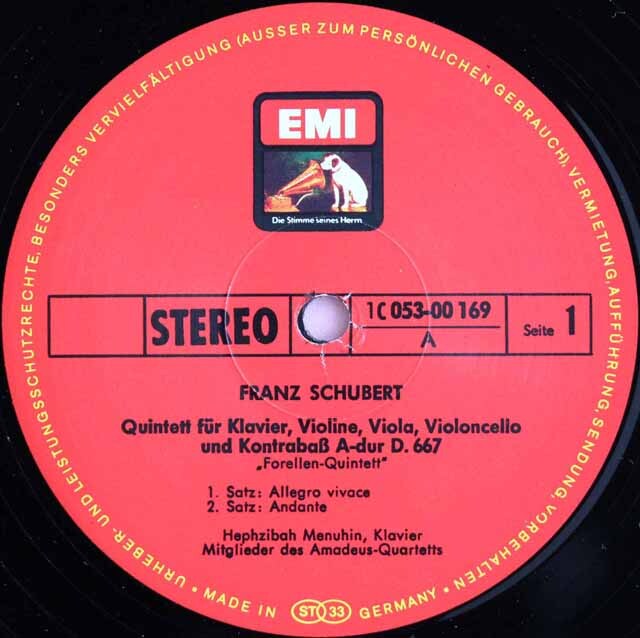 URHEBER- UND LEISTUNGSSCHUTZRECHTE, BESONDERS VERVIELFÄLTIGUNG (AUSSER ZUM PERSÖNLICHEN GEBRAUCH), VERMIETUNG, AUFFÜHRUNG, SENDUNG, VORBEHALTEN •
EMI
Die Stimme seines Herrn
STEREO
1C 053-00 169
A
Seite 1
FRANZ SCHUBERT
Quintett für Klavier, Violine, Viola, Violoncello
und Kontrabaß A-dur D. 667
„Forellen-Quintett"
1. Satz: Allegro vivace
2. Satz: Andante
Hephzibah Menuhin, Klavier
Mitglieder des Amadeus-Quartetts
• MADE IN ST 33 GERMANY •